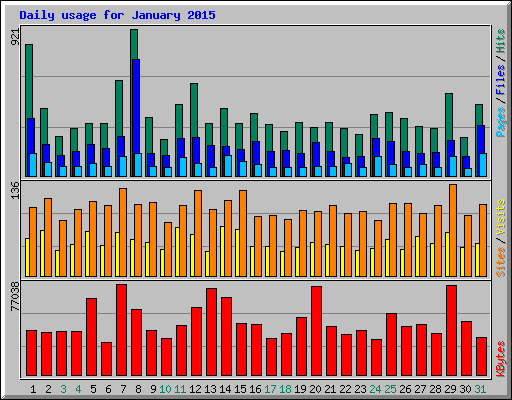 Daily usage for January 2015
921
Pages / Files / Hits
136
Sites / Visits
77038
KBytes
1 2 3 4 5 6 7 8 9 10 11 12 13 14 15 16 17 18 19 20 21 22 23 24 25 26 27 28 29 30 31